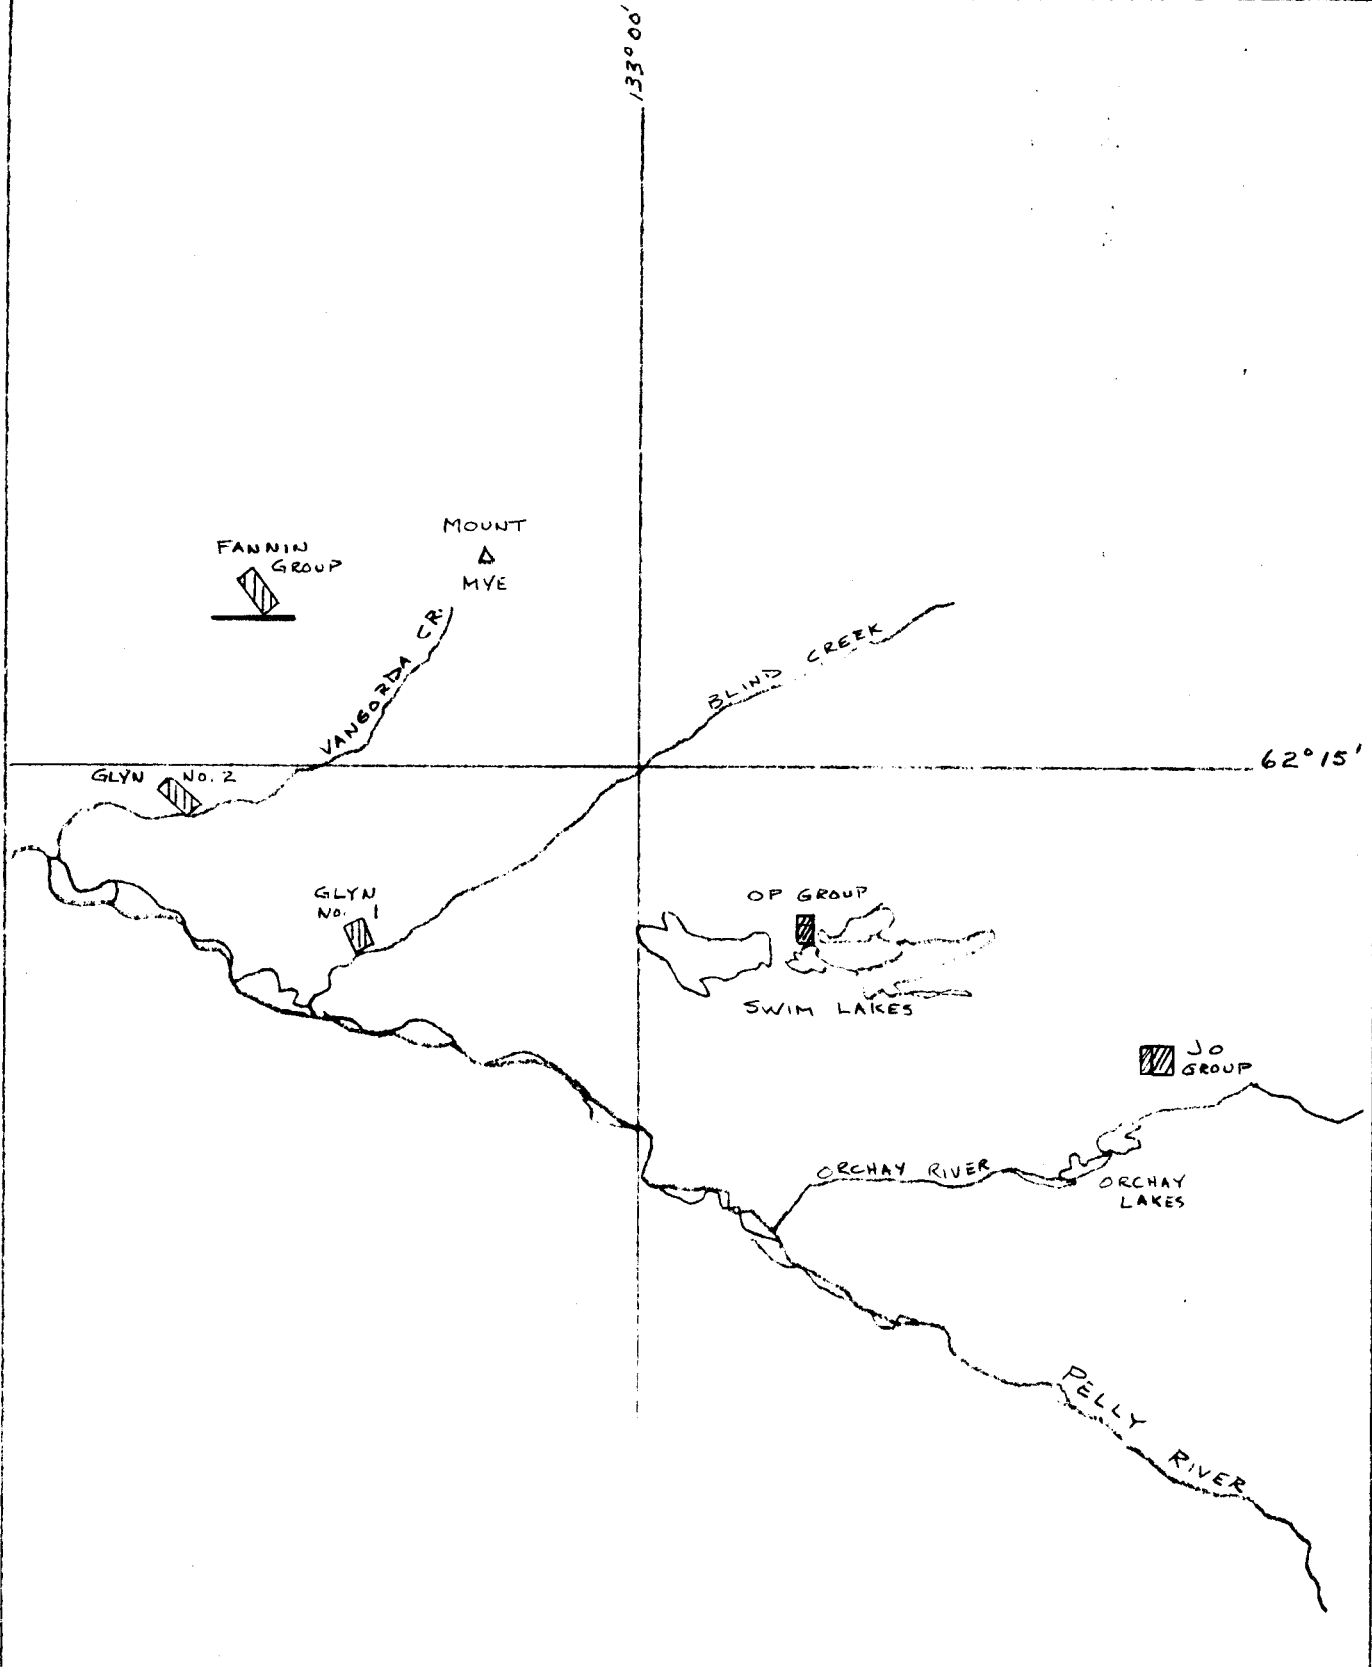 133° 00'
MOUNT
MYE
FANNIN
GROUP
VANGORDA CR.
BLIND CREEK
62° 15'
GLYN No. 2
GLYN
No. 1
OP GROUP
SWIM LAKES
JO
GROUP
ORCHAY RIVER
ORCHAY
LAKES
PELLY RIVER